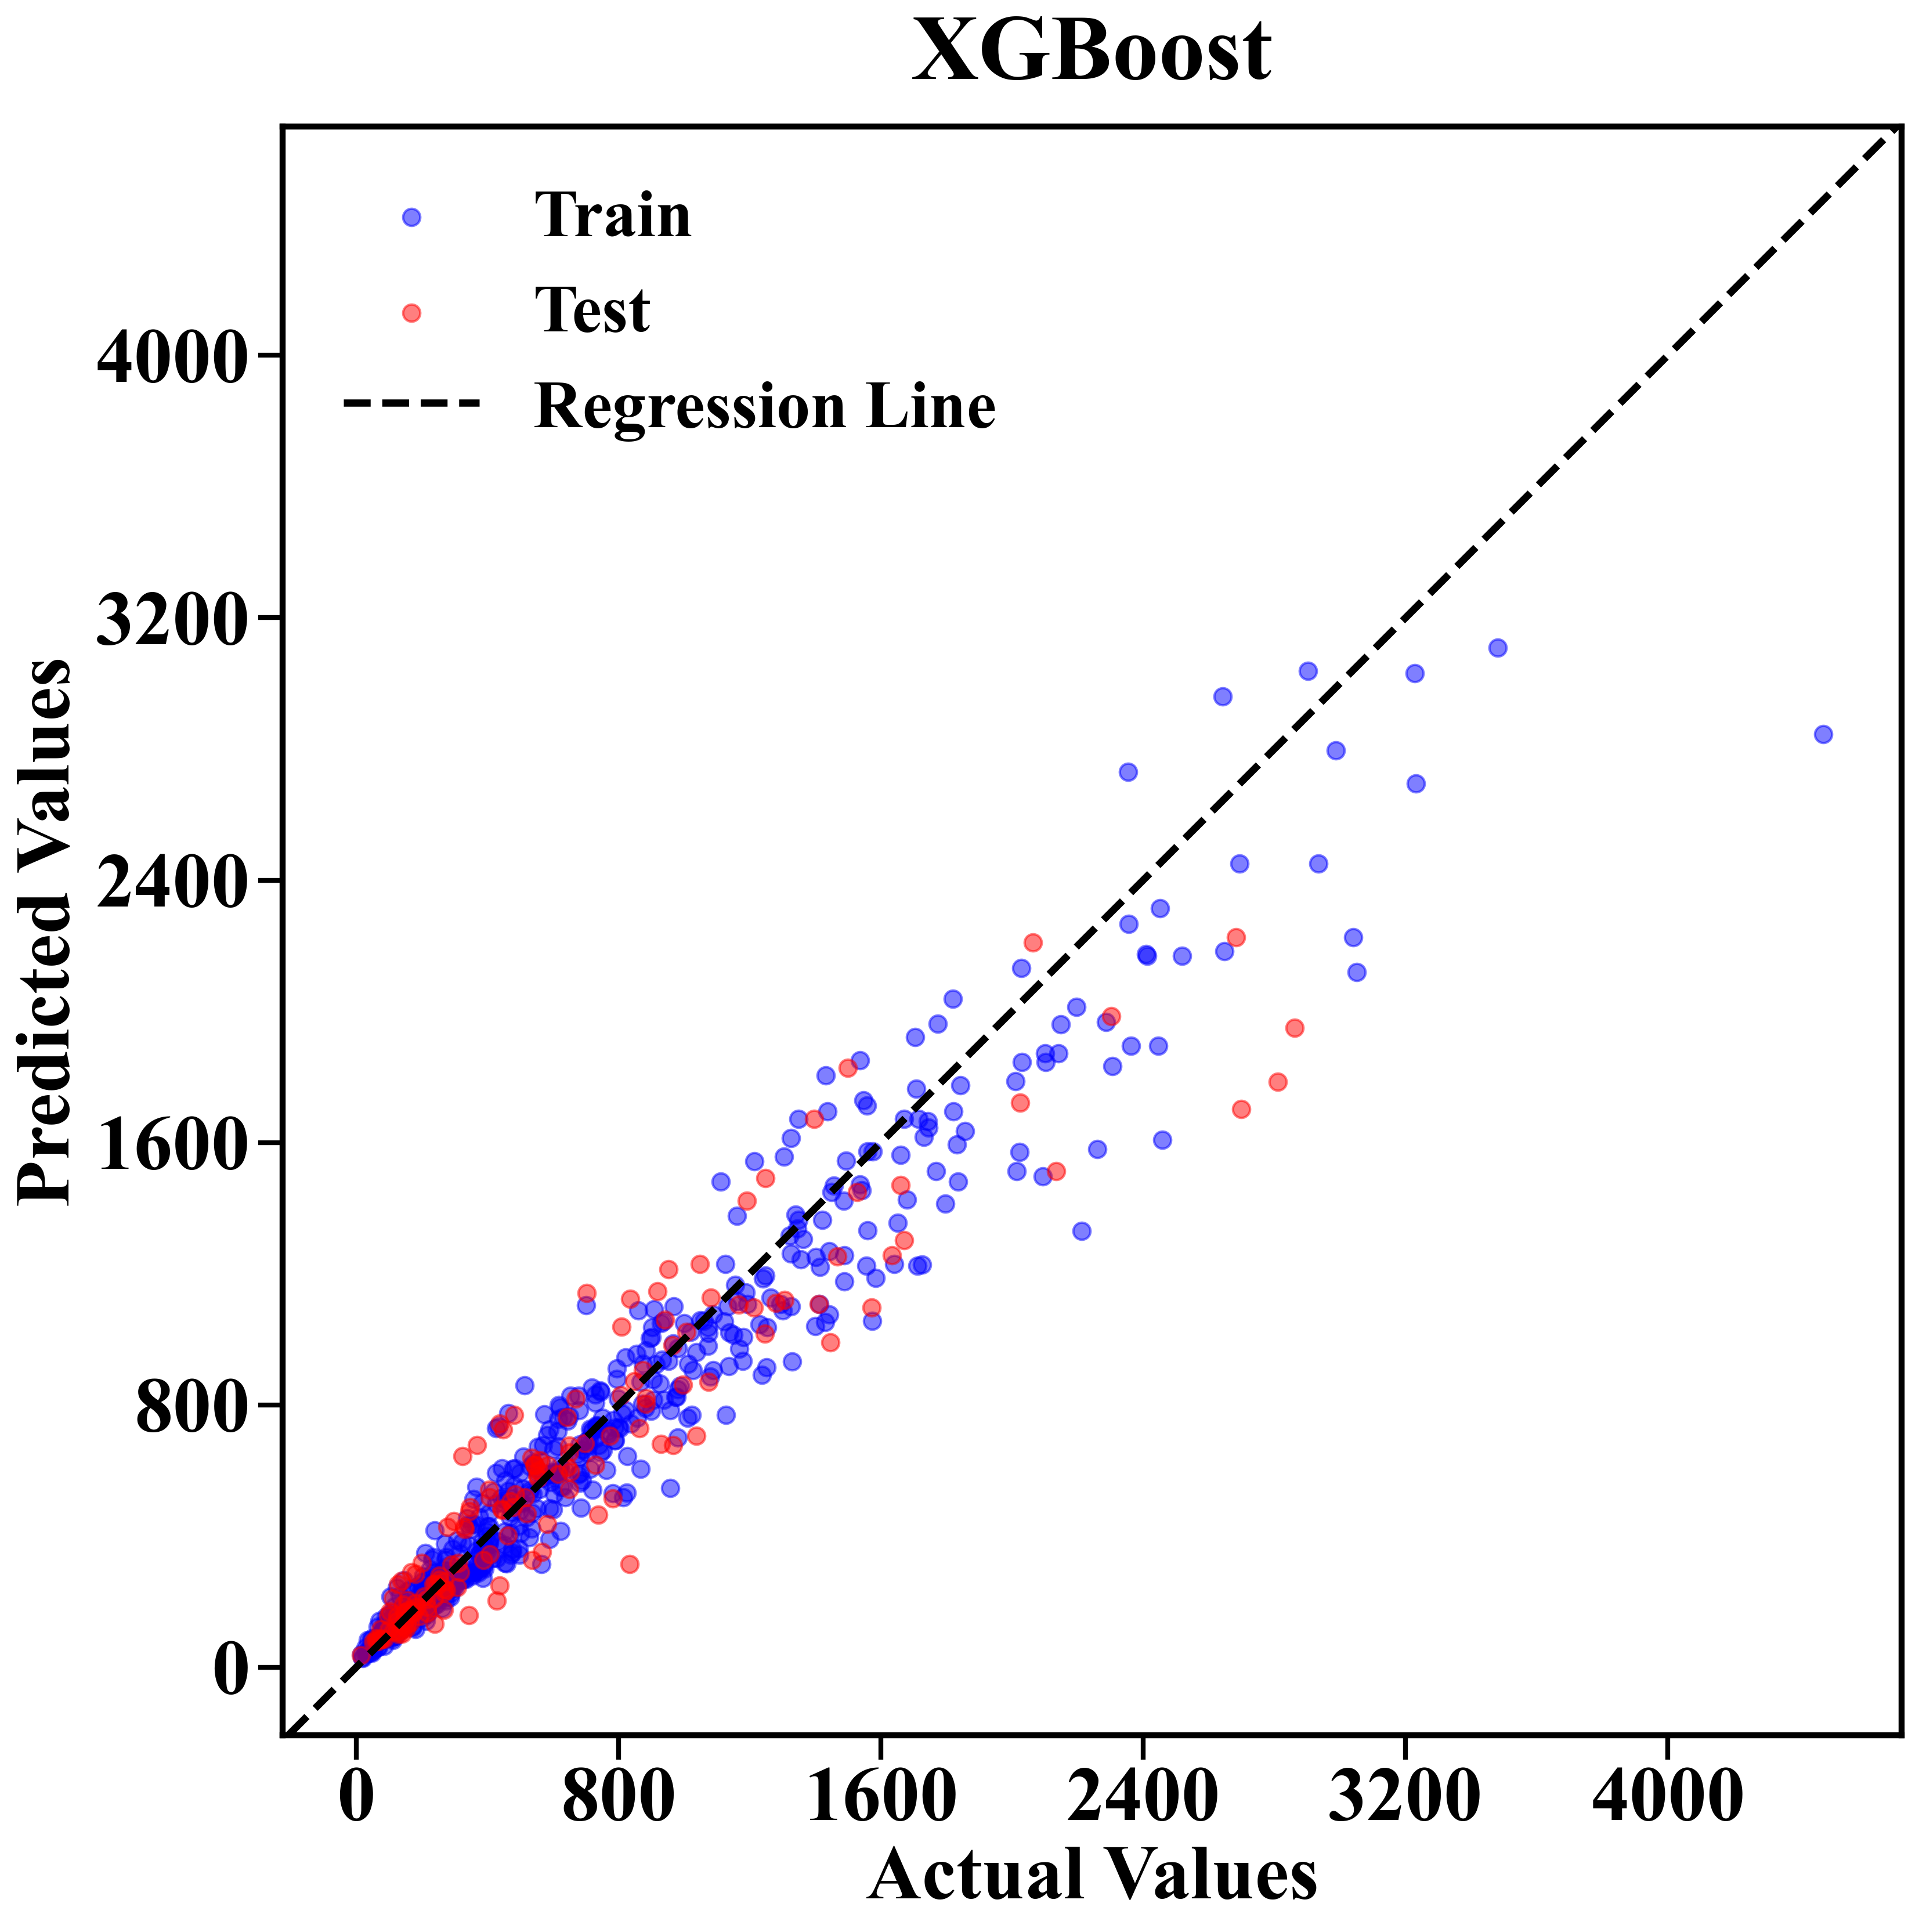 XGBoost
Train
Test
Regression Line
Predicted Values
4000
3200
2400
1600
800
0
0 800 1600 2400 3200 4000
Actual Values